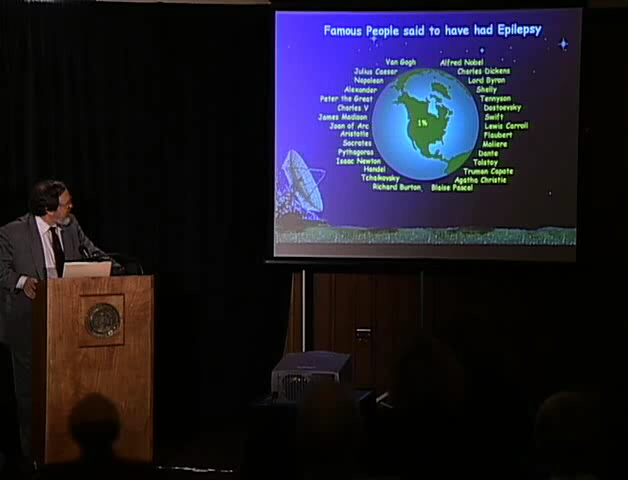 Famous People said to have had Epilepsy
Van Gogh
Julius Caesar
Napolean
Alexander
Peter the Great
Charles V
James Madison
Joan of Arc
Aristotle
Socrates
Pythagoras
Isaac Newton
Handel
Tchaikovsky
Richard Burton
1%
Alfred Nobel
Charles Dickens
Lord Byron
Shelly
Tennyson
Dostoevsky
Swift
Lewis Carroll
Flaubert
Moliere
Dante
Tolstoy
Truman Capote
Agatha Christie
Blaise Pascal